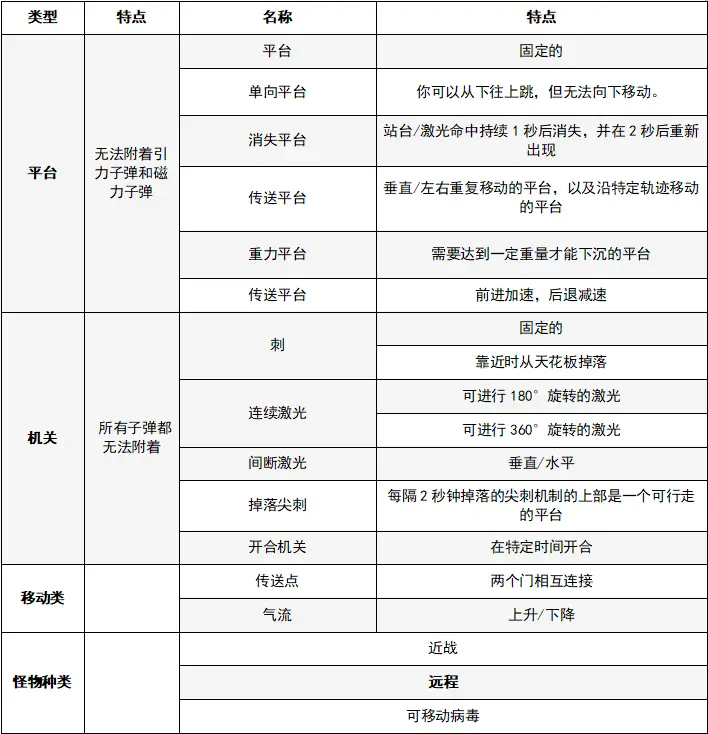 类型 特点 名称 特点
平台
无法附着引
力子弹和磁
力子弹
平台 固定的
单向平台 你可以从下往上跳，但无法向下移动。
消失平台 站台/激光命中持续1秒后消失，并在2秒后重新
出现
传送平台 垂直/左右重复移动的平台，以及沿特定轨迹移动
的平台
重力平台 需要达到一定重量才能下沉的平台
传送平台 前进加速，后退减速
机关
所有子弹都
无法附着
刺 固定的
靠近时从天花板掉落
连续激光 可进行180°旋转的激光
可进行360°旋转的激光
间断激光 垂直/水平
掉落尖刺 每隔2秒钟掉落的尖刺机制的上部是一个可行走
的平台
开合机关 在特定时间开合
移动类
传送点 两个门相互连接
气流 上升/下降
怪物种类
近战
远程
可移动病毒